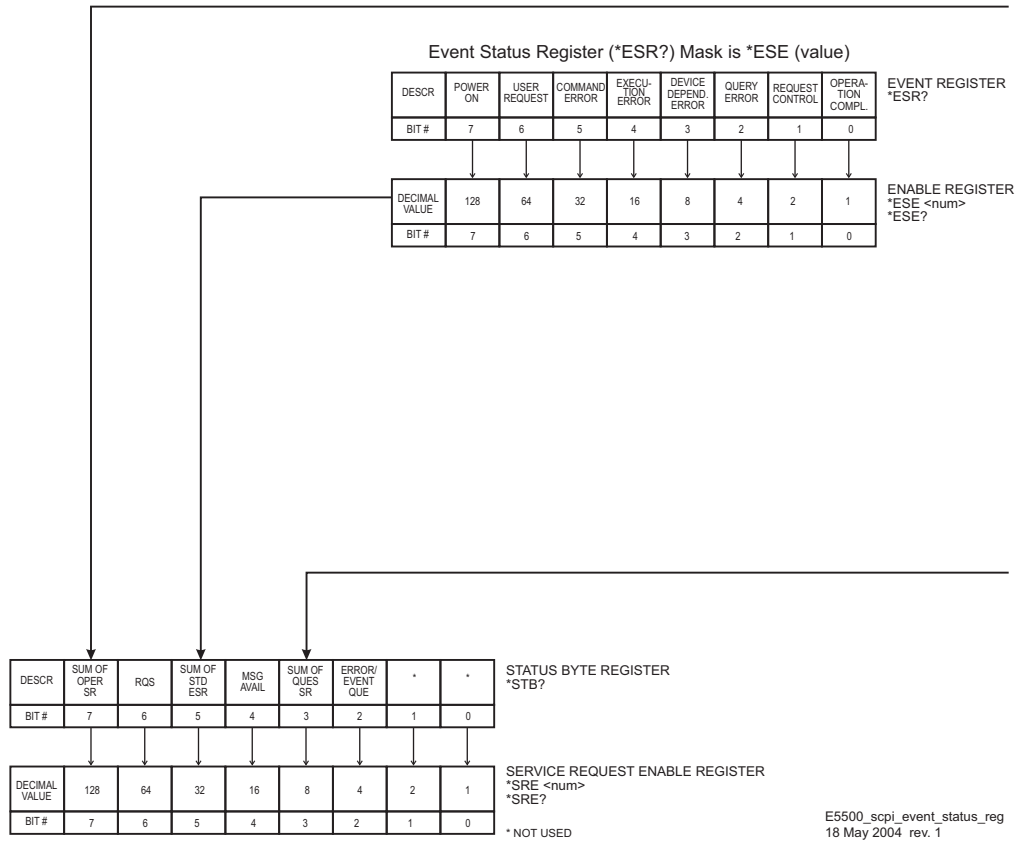 Event Status Register (*ESR?) Mask is *ESE (value)
DESCR POWER ON USER REQUEST COMMAND ERROR EXECU-TION ERROR DEVICE DEPEND. ERROR QUERY ERROR REQUEST CONTROL OPERA-TION COMPL.
BIT # 7 6 5 4 3 2 1 0
EVENT REGISTER
*ESR?
DECIMAL VALUE 128 64 32 16 8 4 2 1
BIT # 7 6 5 4 3 2 1 0
ENABLE REGISTER
*ESE <num>
*ESE?
DESCR SUM OF OPER SR RQS SUM OF STD ESR MSG AVAIL SUM OF QUES SR ERROR/ EVENT QUE * *
BIT # 7 6 5 4 3 2 1 0
STATUS BYTE REGISTER
*STB?
DECIMAL VALUE 128 64 32 16 8 4 2 1
BIT # 7 6 5 4 3 2 1 0
SERVICE REQUEST ENABLE REGISTER
*SRE <num>
*SRE?
* NOT USED
E5500_scpi_event_status_reg
18 May 2004 rev. 1